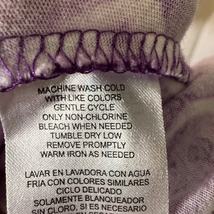 MACHINE WASH COLD
WITH LIKE COLORS
GENTLE CYCLE
ONLY NON-CHLORINE
BLEACH WHEN NEEDED
TUMBLE DRY LOW
REMOVE PROMPTLY
WARM IRON AS NEEDED
LAVAR EN LAVADORA CON AGUA
FRIA CON COLORES SIMILARES
CICLO DELICADO
SOLAMENTE BLANQUEADOR
SIN CLORO, SI ES NECESARIO